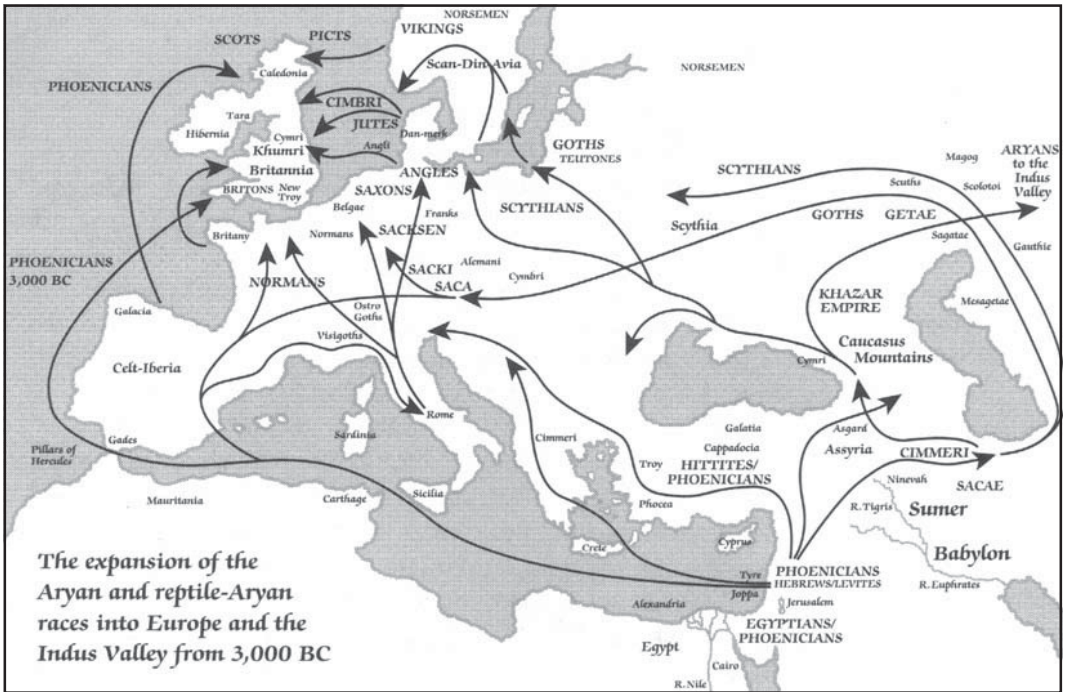 NORSEMEN
VIKINGS
SCOTS
PICTS
Scan-Din-Avia
NORSEMEN
Caledonia
PHOENICIANS
CIMBRI
Tara
JUTES
Dan-merk
Hibernia
Cymri
Khumri
Angli
GOTHS
TEUTONES
Britannia
ANGLES
BRITONS
New
Troy
SAXONS
Belgae
Franks
SCYTHIANS
SCYTHIANS
Magog
ARYANS
to the
Indus
Valley
Scuths
Scolotoi
GOTHS
GETAE
Scythia
Sagatae
Gauthie
Britany
Normans
SACKSEN
PHOENICIANS
3,000 BC
Alemani
SACKI
Cymbri
SACA
NORMANS
KHAZAR
EMPIRE
Mesagetae
Galacia
Ostro
Goths
Visigoths
Caucasus
Mountains
Cymri
Celt-Iberia
Rome
Sardinia
Galatia
Asgard
Cimmeri
Cappadocia
Assyria
CIMMERI
Pillars of
Hercules
Gades
Troy
HITTITES/
PHOENICIANS
Ninevah
SACAE
Mauritania
Carthage
Sicilia
Phocea
R. Tigris
Sumer
Crete
Cyprus
Babylon
Tyre
PHOENICIANS
HEBREWS/LEVITES
R. Euphrates
Joppa
Jerusalem
Alexandria
EGYPTIANS/
PHOENICIANS
Egypt
Cairo
R. Nile
The expansion of the
Aryan and reptile-Aryan
races into Europe and the
Indus Valley from 3,000 BC